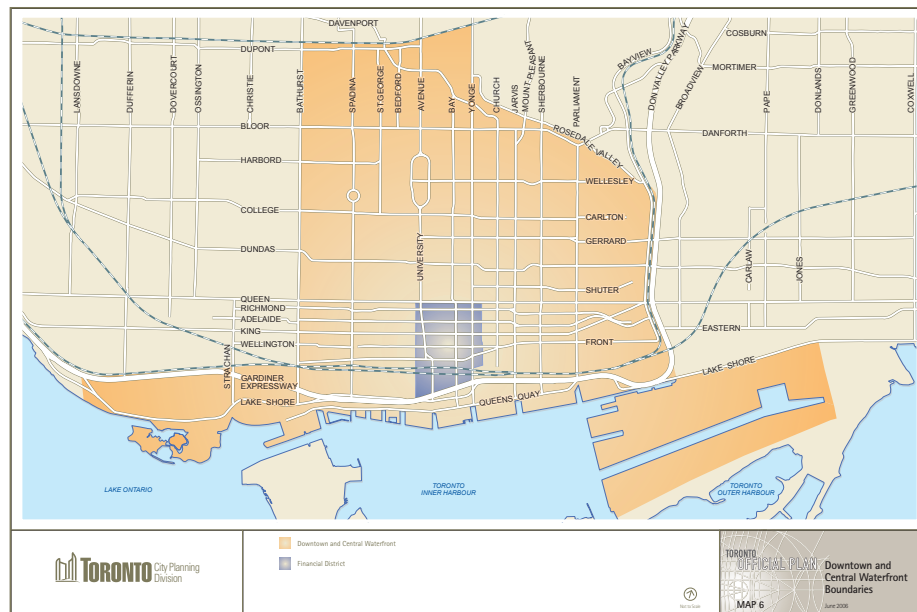 DAVENPORT
COSBURN
DUPONT
BAYVIEW
MORTIMER
LANSDOWNE
DUFFERIN
DOVERCOURT
OSSINGTON
CHRISTIE
BATHURST
SPADINA
ST.GEORGE
BEDFORD
AVENUE
BAY
YONGE
CHURCH
JARVIS
MOUNT PLEASANT
SHERBOURNE
PARLIAMENT
DON VALLEY PARKWAY
BROADVIEW
PAPE
DONLANDS
GREENWOOD
COXWELL
BLOOR
ROSEDALE VALLEY
DANFORTH
HARBORD
WELLESLEY
COLLEGE
CARLTON
GERRARD
DUNDAS
UNIVERSITY
CARLAW
JONES
SHUTER
QUEEN
RICHMOND
ADELAIDE
KING
EASTERN
WELLINGTON
FRONT
STRACHAN
GARDINER
EXPRESSWAY
LAKE SHORE
LAKE SHORE
QUEENS QUAY
LAKE ONTARIO
TORONTO
INNER HARBOUR
TORONTO
OUTER HARBOUR
TORONTO City Planning
Division
Downtown and Central Waterfront
Financial District
Not to Scale
TORONTO
OFFICIAL PLAN
MAP 6
Downtown and
Central Waterfront
Boundaries
June 2006